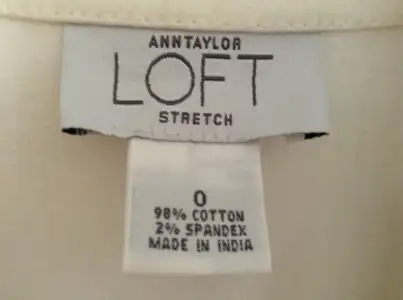 ANNTAYLOR
LOFT
STRETCH
0
98% COTTON
2% SPANDEX
MADE IN INDIA